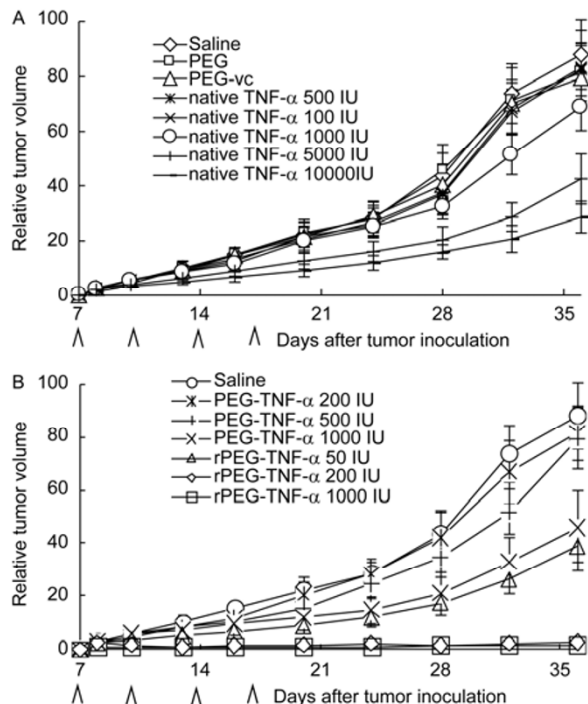 A
100
80
60
40
20
0
Relative tumor volume
Saline
PEG
PEG-vc
native TNF-α 500 IU
native TNF-α 100 IU
native TNF-α 1000 IU
native TNF-α 5000 IU
native TNF-α 10000IU
7 14 21 28 35
Days after tumor inoculation
B
100
80
60
40
20
0
Relative tumor volume
Saline
PEG-TNF-α 200 IU
PEG-TNF-α 500 IU
PEG-TNF-α 1000 IU
rPEG-TNF-α 50 IU
rPEG-TNF-α 200 IU
rPEG-TNF-α 1000 IU
7 14 21 28 35
Days after tumor inoculation